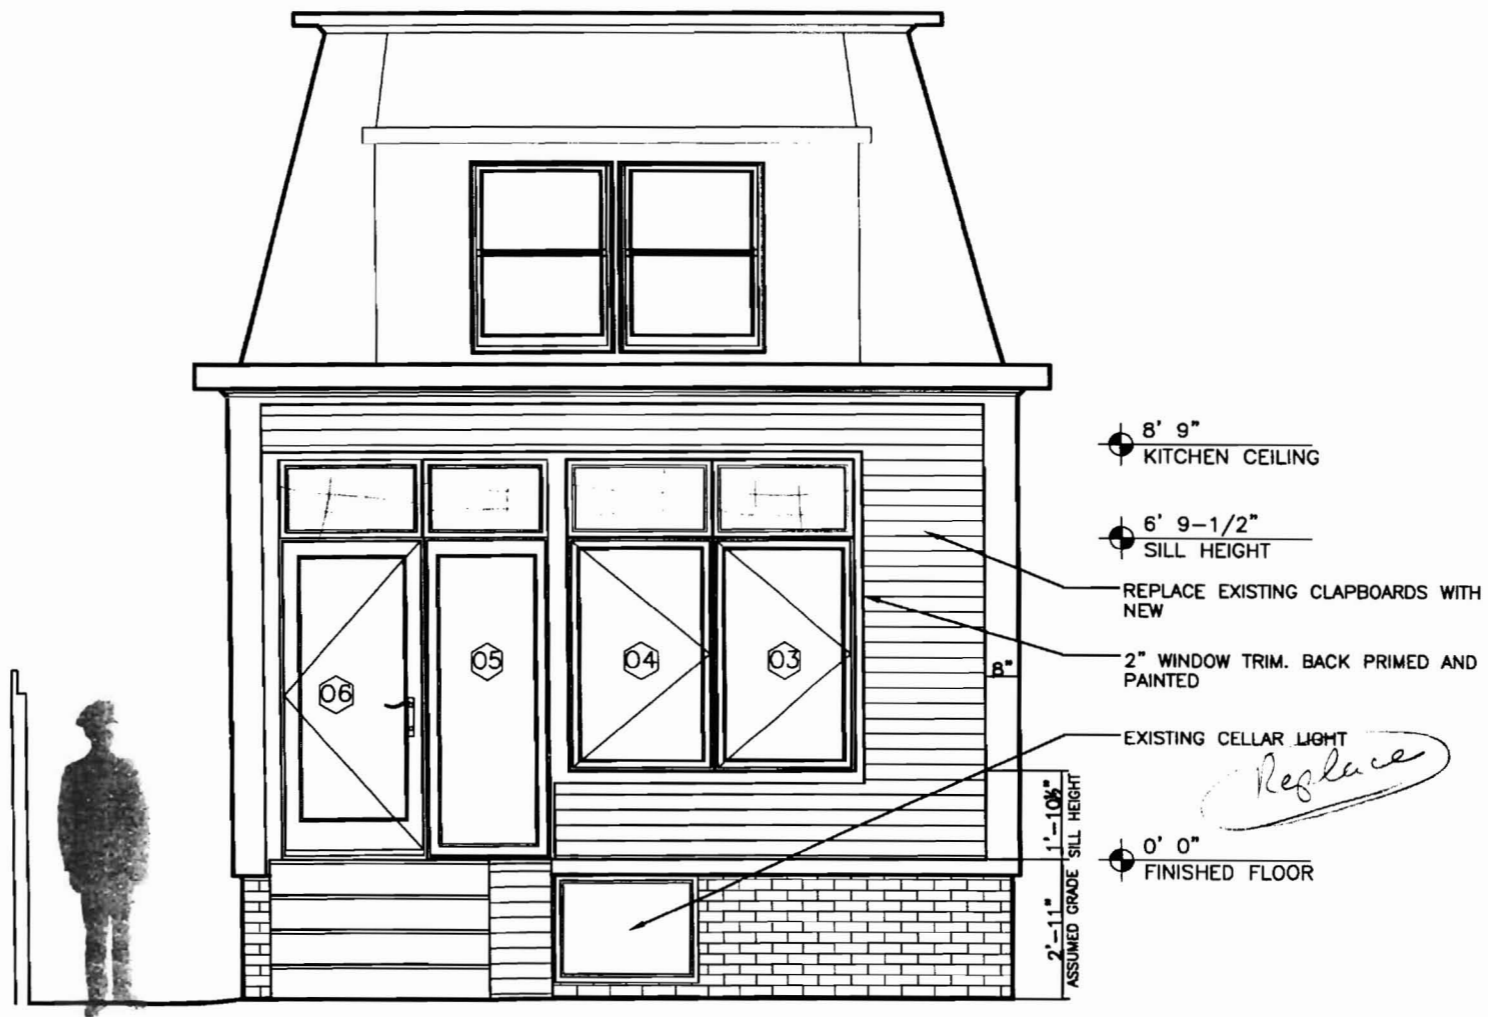 8' 9"
KITCHEN CEILING
6' 9-1/2"
SILL HEIGHT
REPLACE EXISTING CLAPBOARDS WITH
NEW
2" WINDOW TRIM. BACK PRIMED AND
PAINTED
8"
EXISTING CELLAR LIGHT
Replace
06
05
04
03
1'-10½"
SILL HEIGHT
0' 0"
FINISHED FLOOR
2'-11"
ASSUMED GRADE